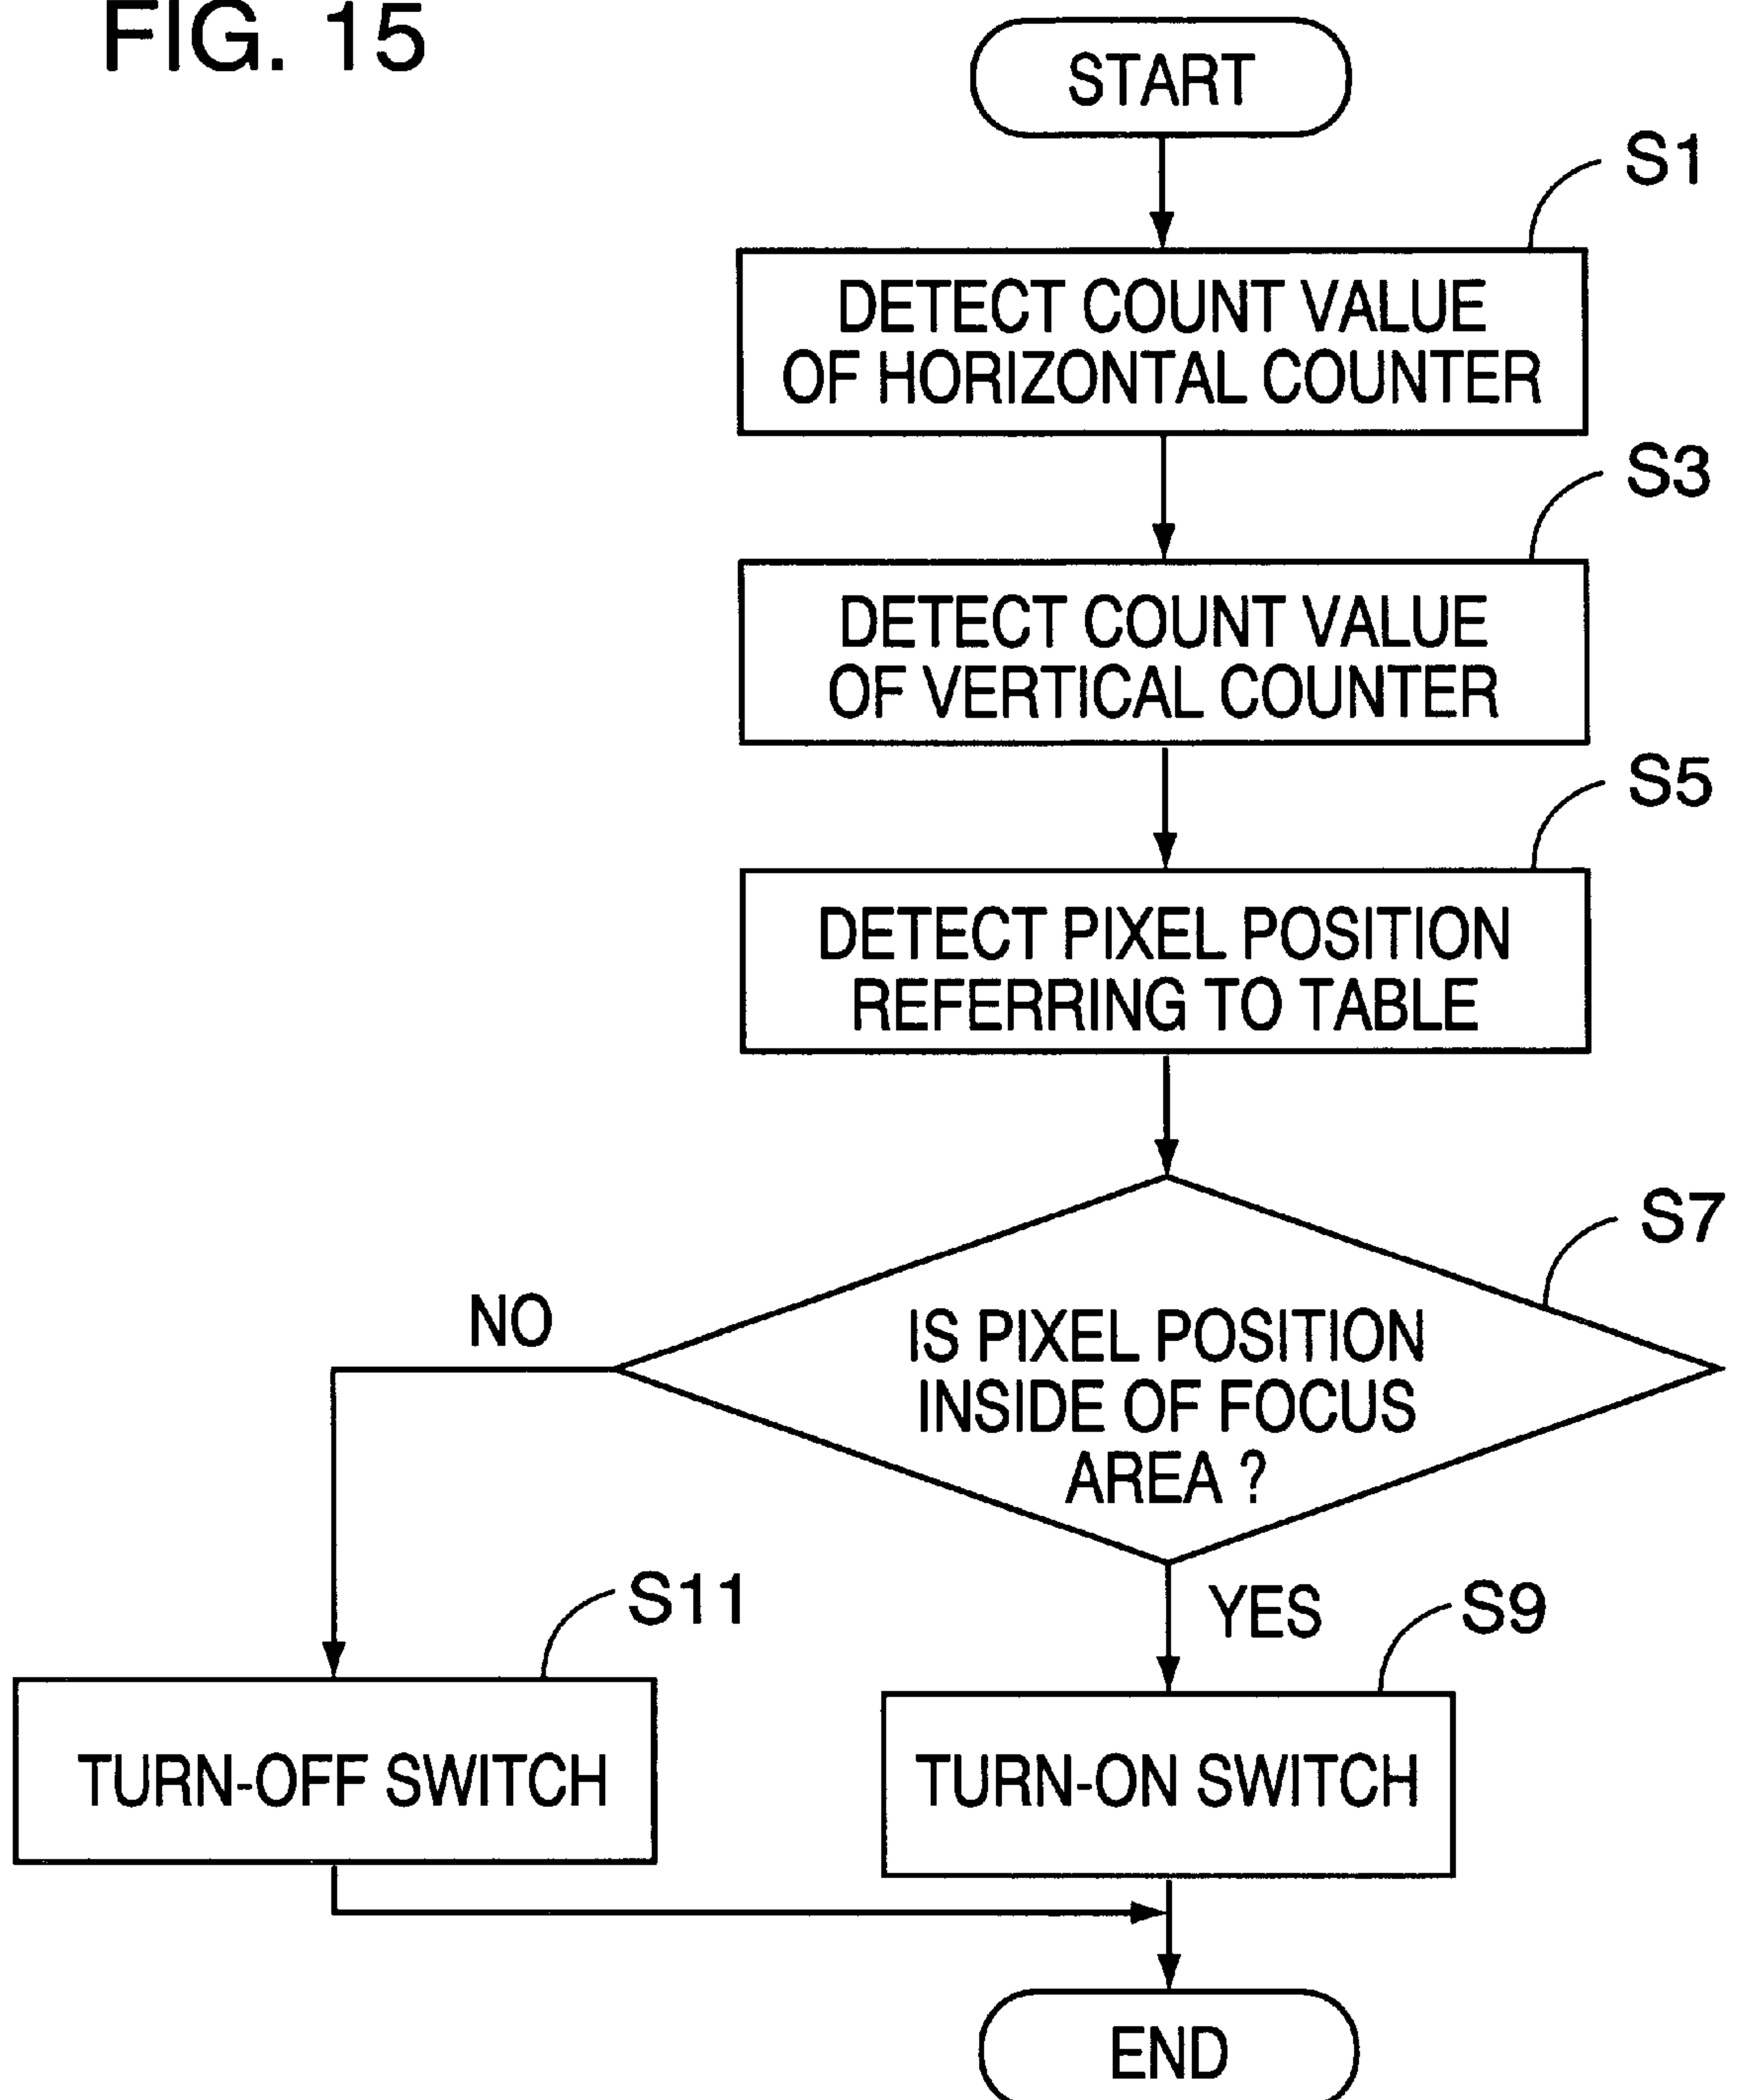 FIG. 15
START
S1
DETECT COUNT VALUE
OF HORIZONTAL COUNTER
S3
DETECT COUNT VALUE
OF VERTICAL COUNTER
S5
DETECT PIXEL POSITION
REFERRING TO TABLE
S7
IS PIXEL POSITION
INSIDE OF FOCUS
AREA ?
NO
YES
S11
S9
TURN-OFF SWITCH
TURN-ON SWITCH
END